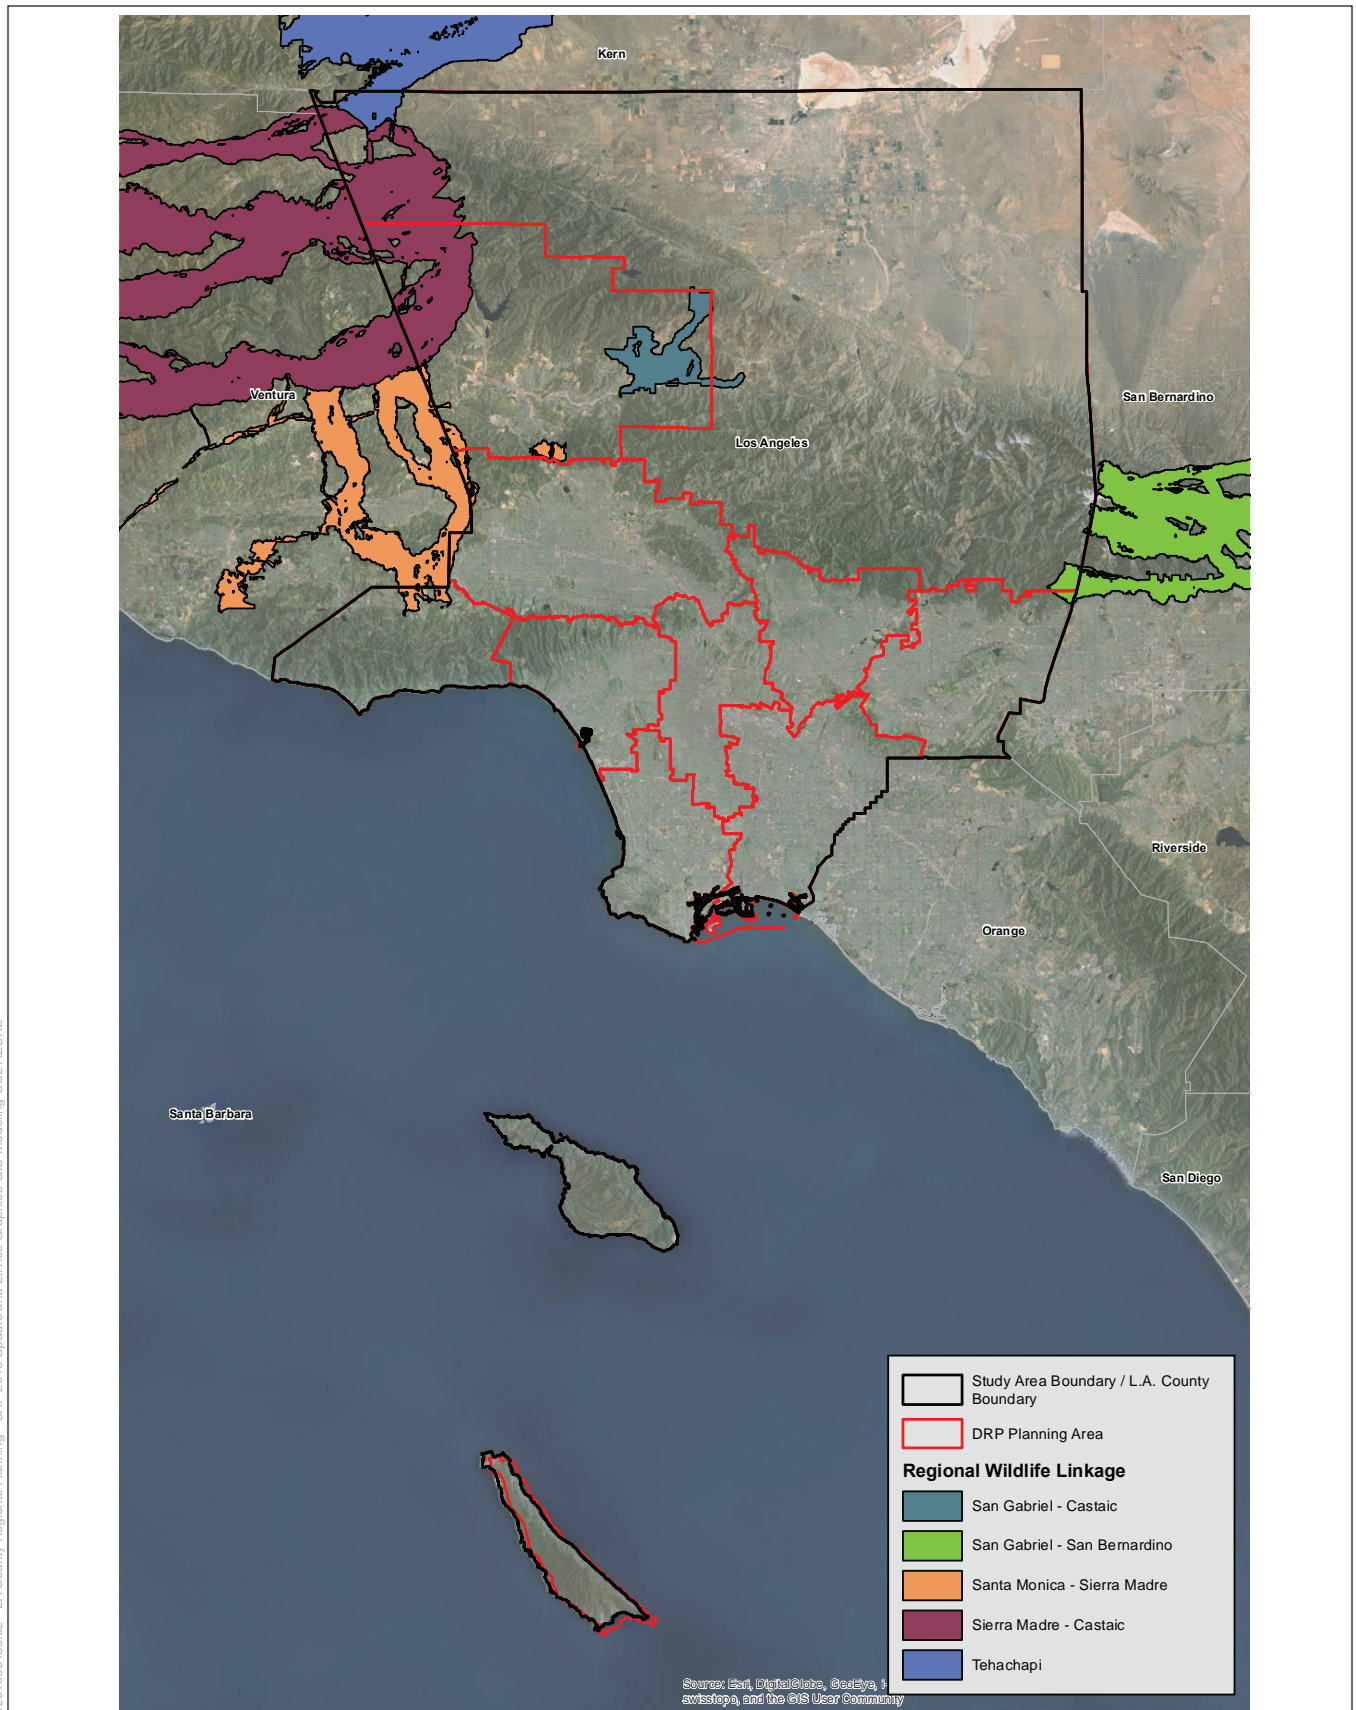 Kern
Ventura
San Bernardino
Los Angeles
Riverside
Orange
Santa Barbara
San Diego
Study Area Boundary / L.A. County
Boundary
DRP Planning Area
Regional Wildlife Linkage
San Gabriel - Castaic
San Gabriel - San Bernardino
Santa Monica - Sierra Madre
Sierra Madre - Castaic
Tehachapi
Source: Esri, DigitalGlobe, GeoEye,
swisstopo, and the GIS User Community